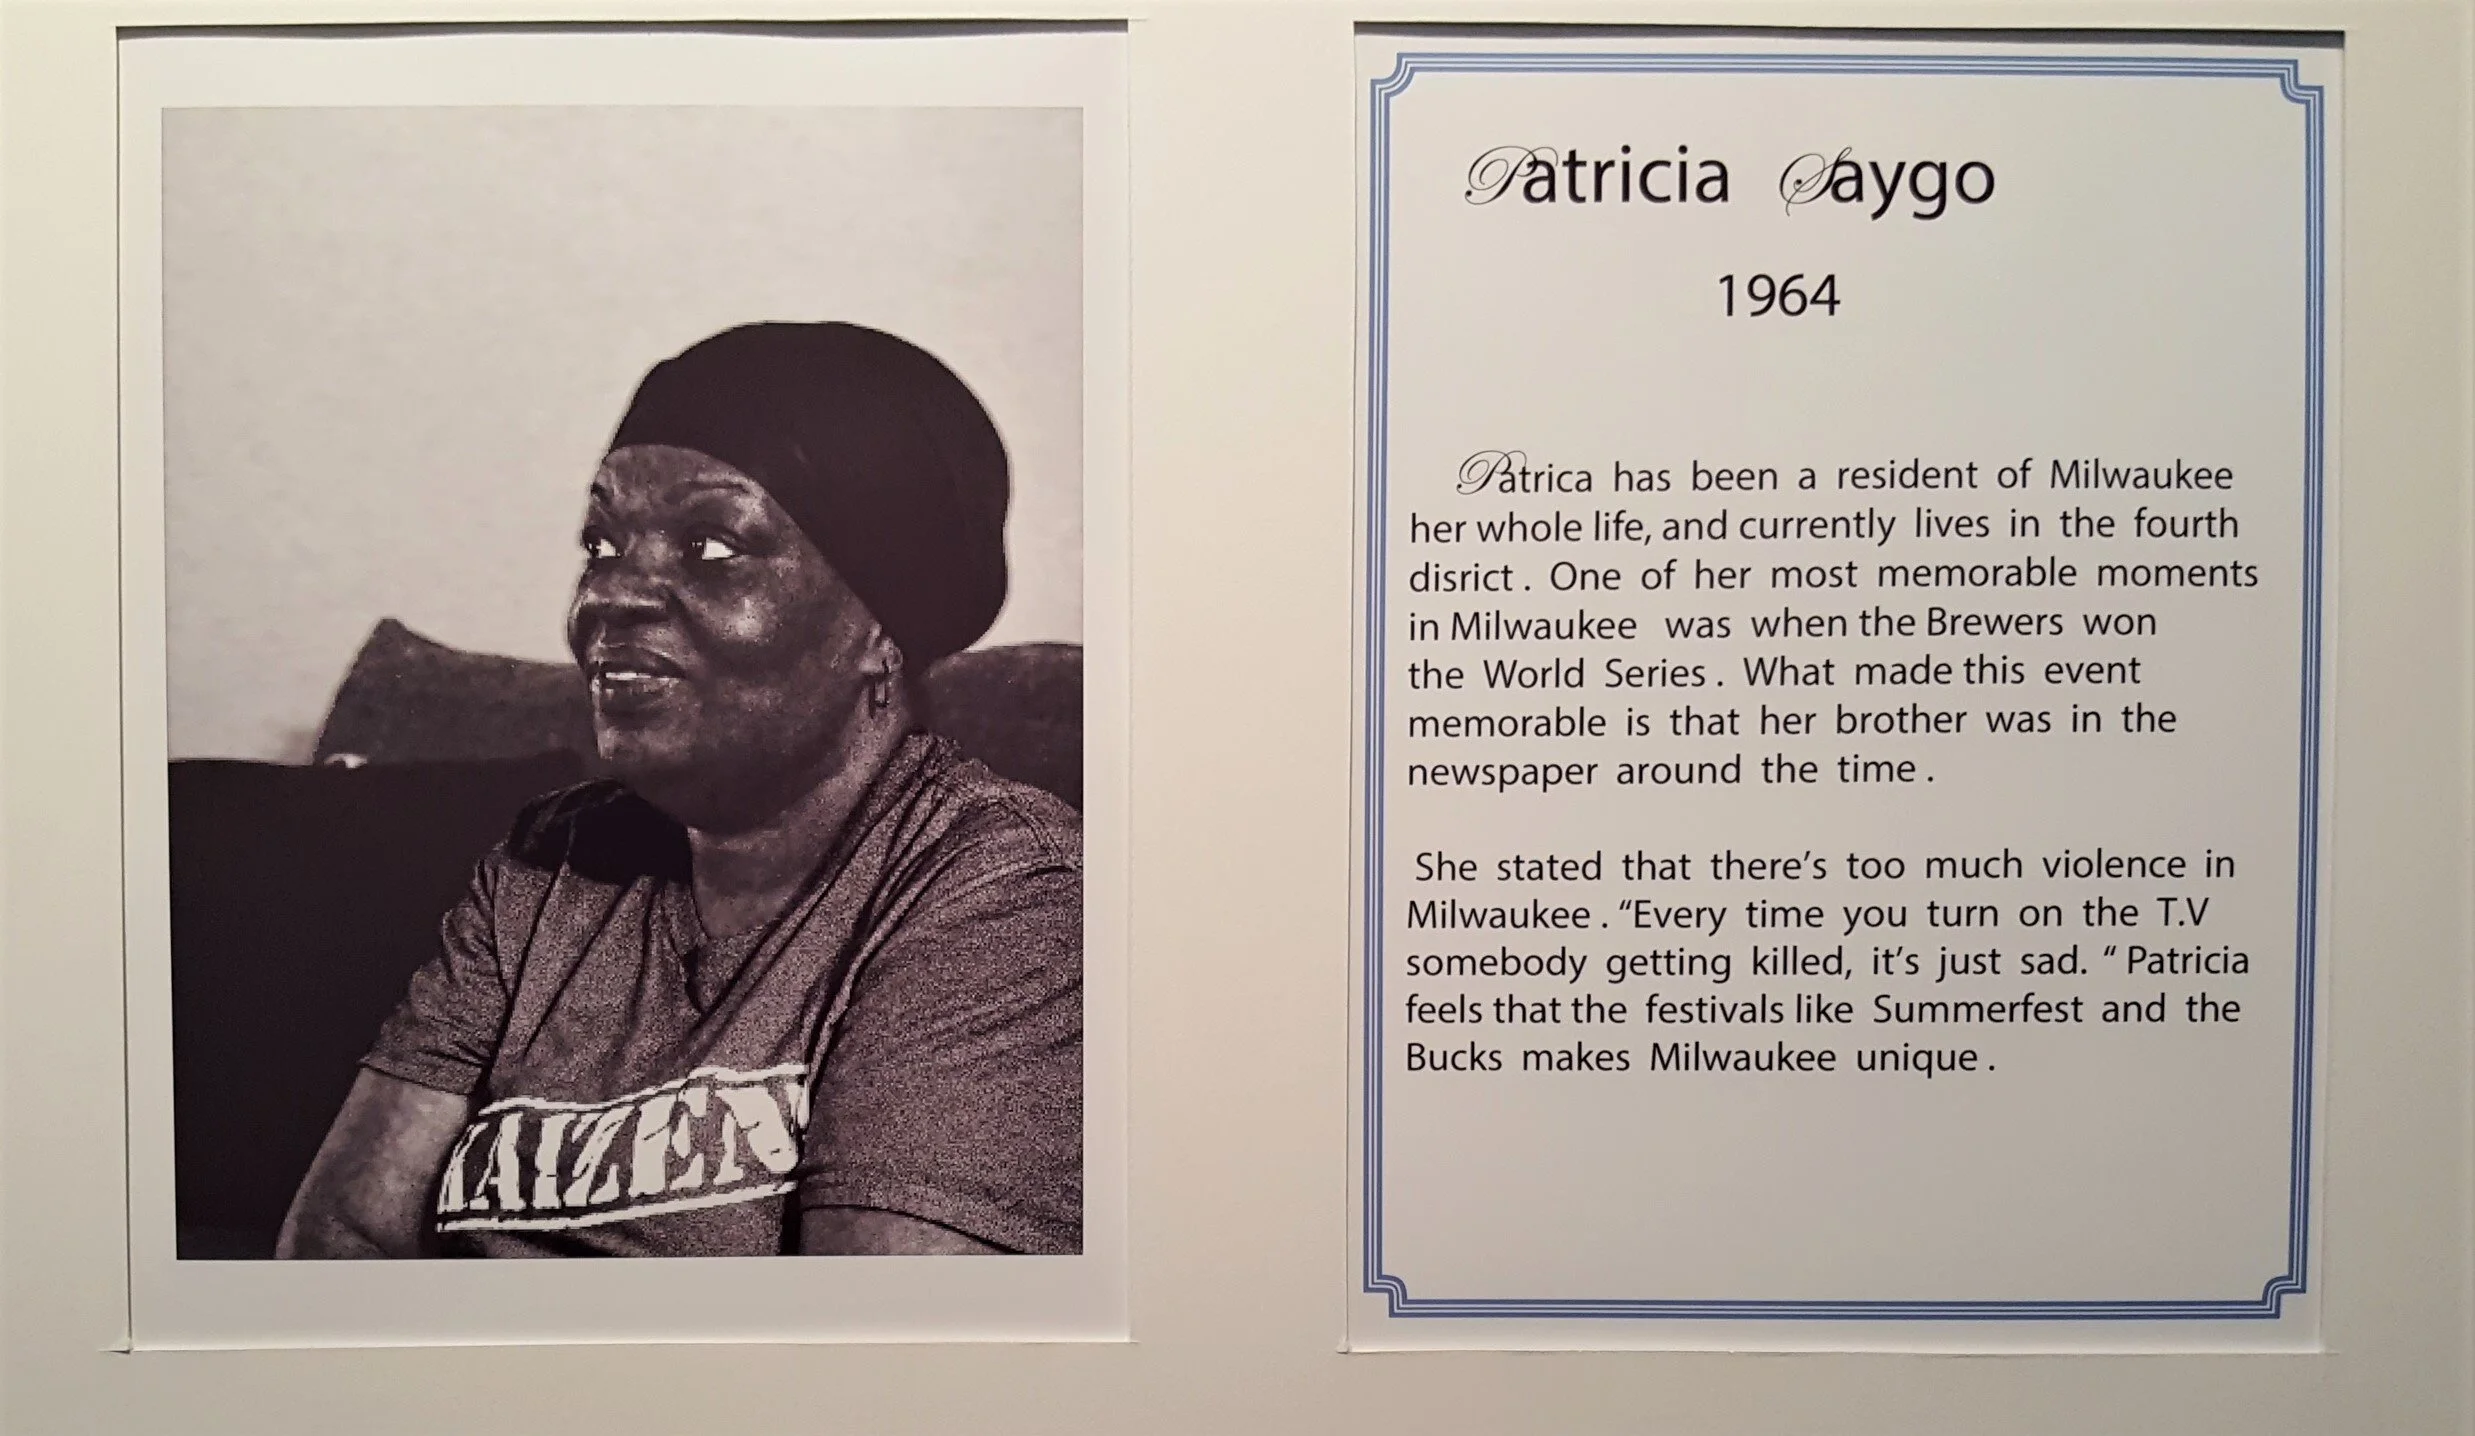 KAIZEN
Patricia Saygo
1964
Patrica has been a resident of Milwaukee
her whole life, and currently lives in the fourth
disrict . One of her most memorable moments
in Milwaukee was when the Brewers won
the World Series . What made this event
memorable is that her brother was in the
newspaper around the time .
She stated that there's too much violence in
Milwaukee . “Every time you turn on the T.V
somebody getting killed, it's just sad. “ Patricia
feels that the festivals like Summerfest and the
Bucks makes Milwaukee unique .